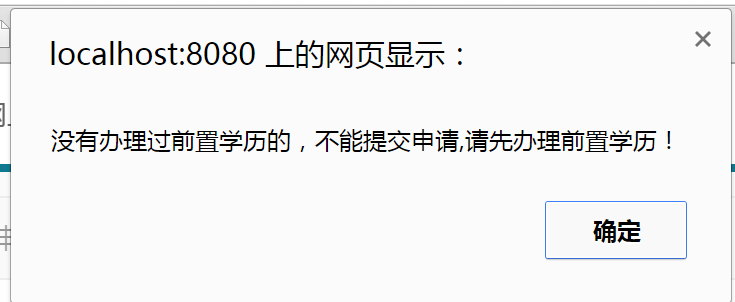 localhost:8080 上的网页显示：
没有办理过前置学历的，不能提交申请,请先办理前置学历！
确定